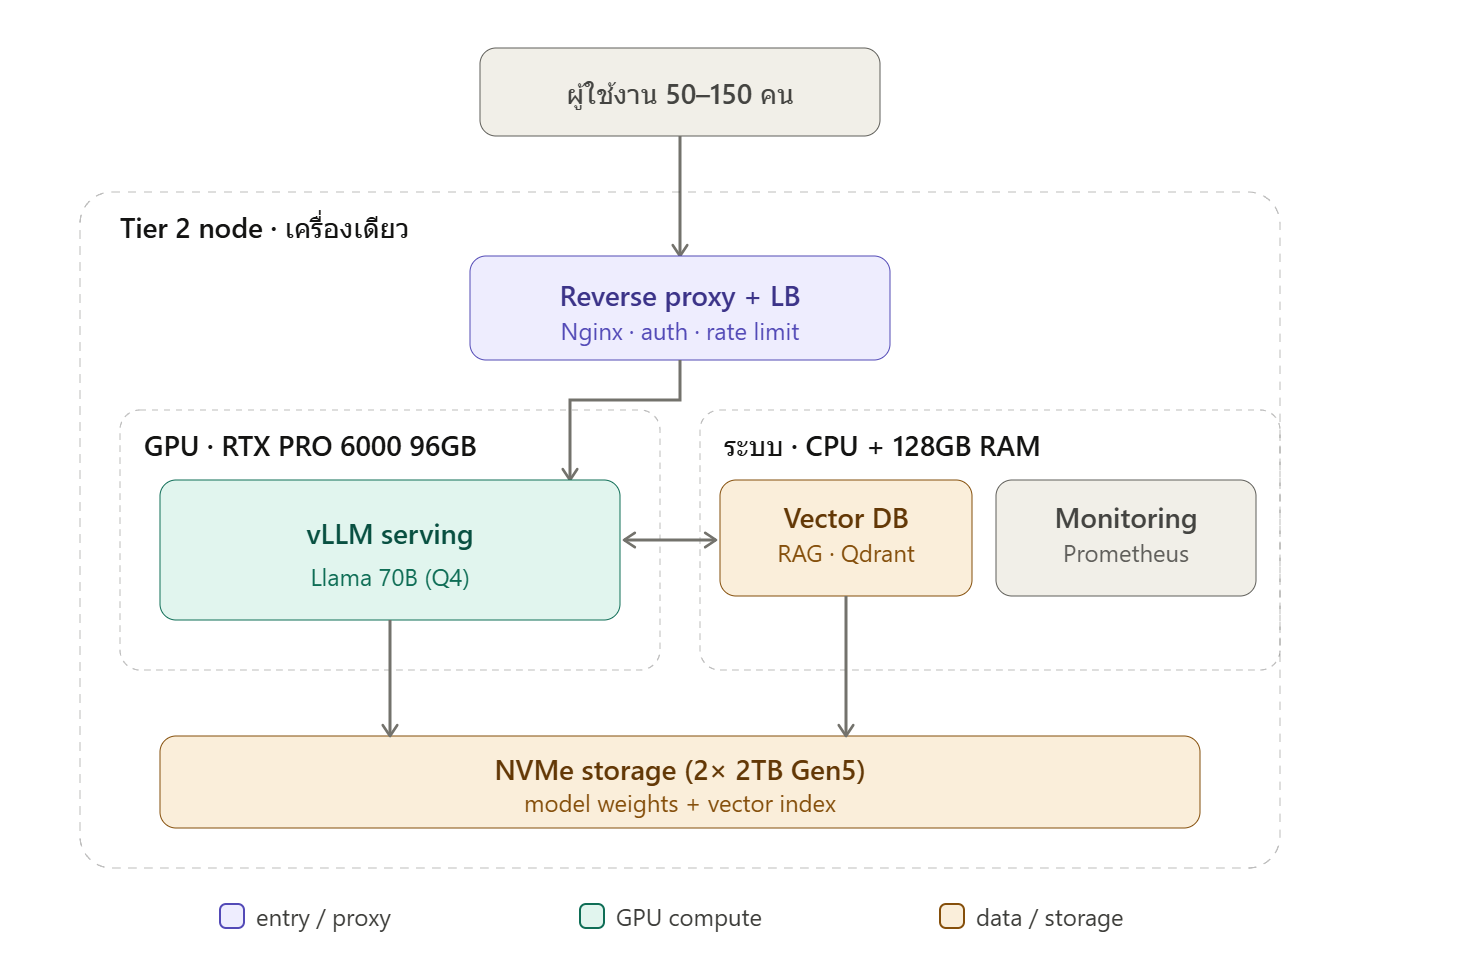 ผู้ใช้งาน 50–150 คน
Tier 2 node · เครื่องเดียว
Reverse proxy + LB
Nginx · auth · rate limit
GPU · RTX PRO 6000 96GB
ระบบ · CPU + 128GB RAM
vLLM serving
Llama 70B (Q4)
Vector DB
RAG · Qdrant
Monitoring
Prometheus
NVMe storage (2× 2TB Gen5)
model weights + vector index
entry / proxy
GPU compute
data / storage